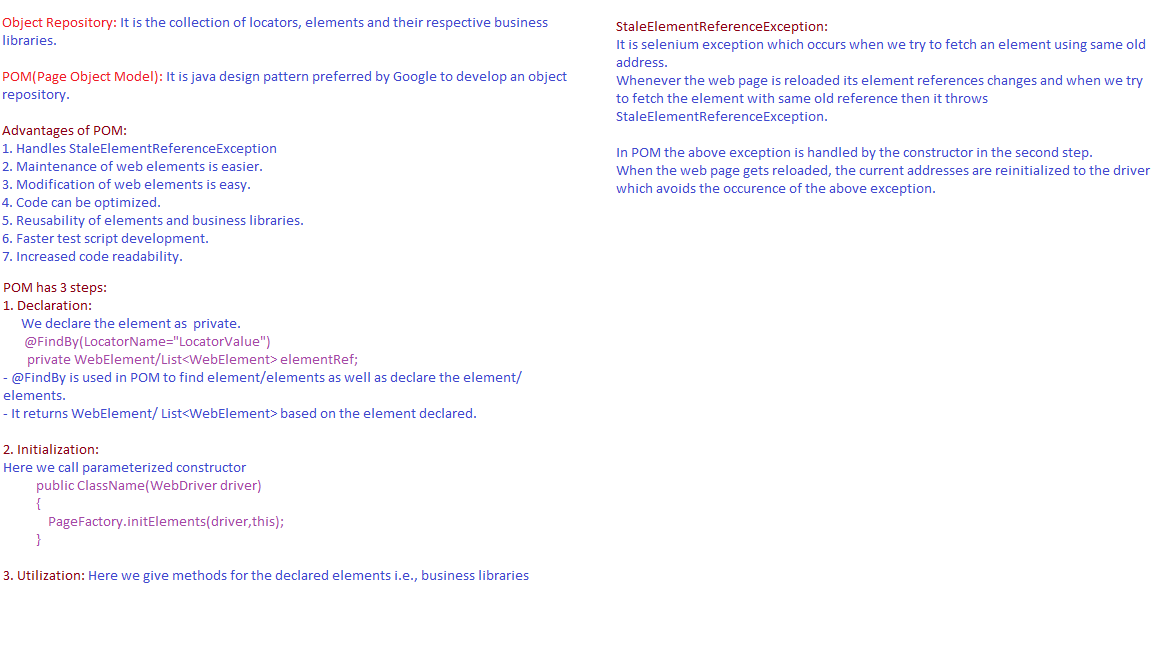 Object Repository: It is the collection of locators, elements and their respective business
libraries.
POM(Page Object Model): It is java design pattern preferred by Google to develop an object
repository.
Advantages of POM:
1. Handles StaleElementReferenceException
2. Maintenance of web elements is easier.
3. Modification of web elements is easy.
4. Code can be optimized.
5. Reusability of elements and business libraries.
6. Faster test script development.
7. Increased code readability.
POM has 3 steps:
1. Declaration:
We declare the element as  private.
@FindBy(LocatorName="LocatorValue")
private WebElement/List<WebElement> elementRef;
- @FindBy is used in POM to find element/elements as well as declare the element/
elements.
- It returns WebElement/ List<WebElement> based on the element declared.
2. Initialization:
Here we call parameterized constructor
public ClassName(WebDriver driver)
{
PageFactory.initElements(driver,this);
}
3. Utilization: Here we give methods for the declared elements i.e., business libraries
StaleElementReferenceException:
It is selenium exception which occurs when we try to fetch an element using same old
address.
Whenever the web page is reloaded its element references changes and when we try
to fetch the element with same old reference then it throws
StaleElementReferenceException.
In POM the above exception is handled by the constructor in the second step.
When the web page gets reloaded, the current addresses are reinitialized to the driver
which avoids the occurence of the above exception.